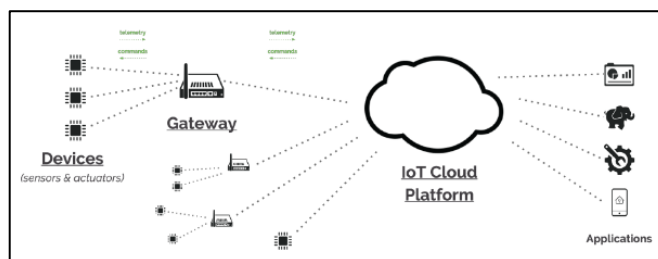 telemetry
commands
telemetry
commands
Gateway
Devices
(sensors & actuators)
IoT Cloud
Platform
Applications